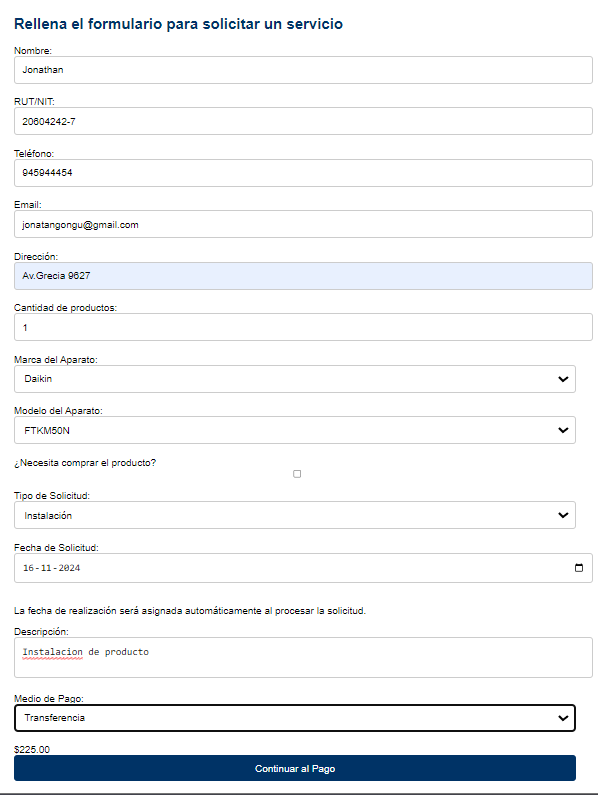 Rellena el formulario para solicitar un servicio
Nombre:
Jonathan
RUT/NIT:
20604242-7
Teléfono:
945944454
Email:
jonatangongu@gmail.com
Dirección:
Av.Grecia 9627
Cantidad de productos:
1
Marca del Aparato:
Daikin
Modelo del Aparato:
FTKM50N
¿Necesita comprar el producto?
Tipo de Solicitud:
Instalación
Fecha de Solicitud:
16-11-2024
La fecha de realización será asignada automáticamente al procesar la solicitud.
Descripción:
Instalacion de producto
Medio de Pago:
Transferencia
$225.00
Continuar al Pago